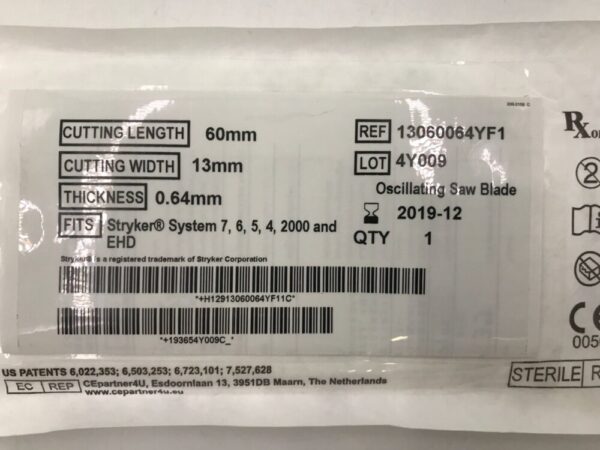 CUTTING LENGTH 60mm
CUTTING WIDTH 13mm
THICKNESS 0.64mm
FITS Stryker® System 7, 6, 5, 4, 2000 and
EHD
Stryker® is a registered trademark of Stryker Corporation
*+H12913060064YF11C*
*+193654Y009C_*
REF 13060064YF1
LOT 4Y009
Oscillating Saw Blade
2019-12
QTY 1
Rx
2
CE
US PATENTS 6,022,353; 6,503,253; 6,723,101; 7,527,628
EC REP CEpartner4U, Esdoornlaan 13, 3951DB Maarn, The Netherlands
www.cepartner4u.eu
STERILE R